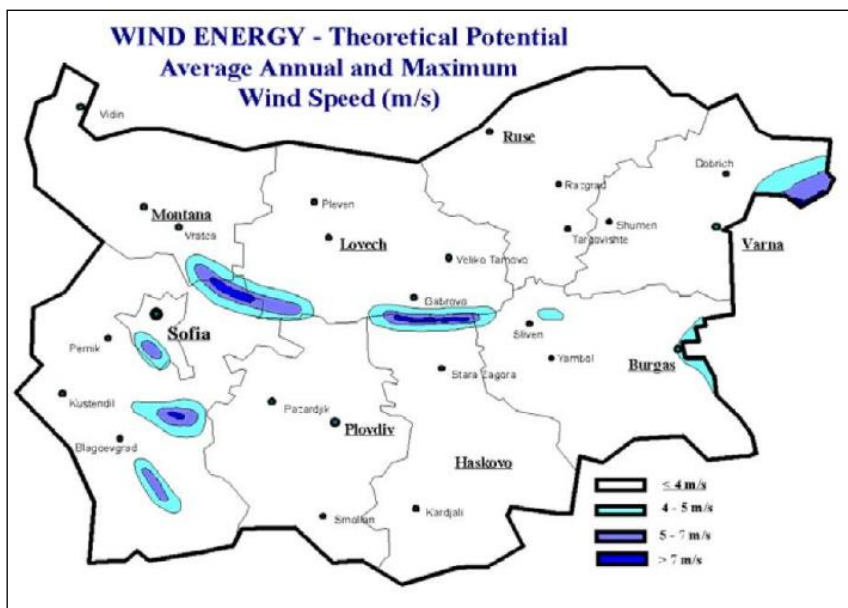 WIND ENERGY - Theoretical Potential
Average Annual and Maximum
Wind Speed (m/s)
Vidin
Ruse
Dobrich
Razgrad
Pleven
Montana
Vratca
Shumen
Targovishte
Varna
Lovech
Veliko Tarnovo
Gabrovo
Sofia
Sliven
Pernik
Yambol
Burgas
Stara Zagora
Kustendil
Pazardjik
Plovdiv
Blagoevgrad
Haskovo
Smolian
Kardjali
≤ 4 m/s
4 - 5 m/s
5 - 7 m/s
> 7 m/s